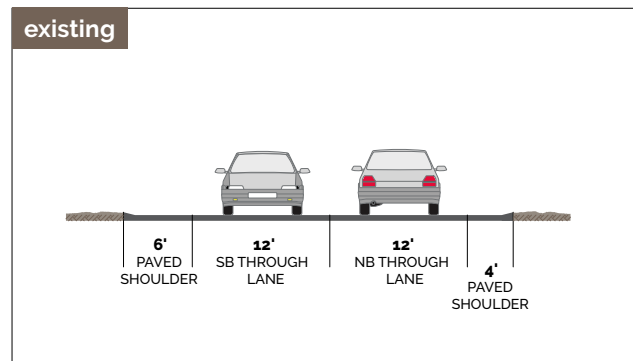 existing
6'
PAVED
SHOULDER
12'
SB THROUGH
LANE
12'
NB THROUGH
LANE
4'
PAVED
SHOULDER